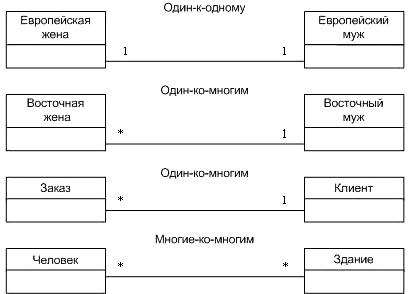 Один-к-одному
Европейская
жена
1
1
Европейский
муж
Один-ко-многим
Восточная
жена
*
1
Восточный
муж
Один-ко-многим
Заказ
*
1
Клиент
Многие-ко-многим
Человек
*
*
Здание